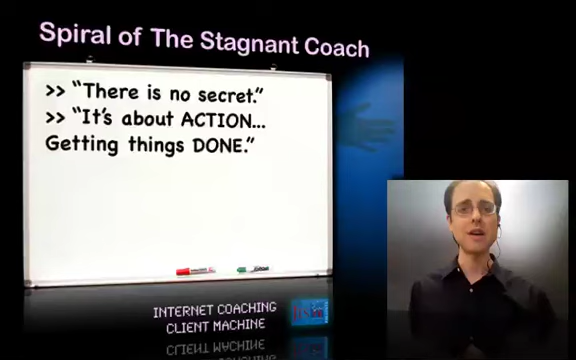 Spiral of The Stagnant Coach
>> “There is no secret.”
>> “It’s about ACTION...
Getting things DONE.”
INTERNET COACHING
CLIENT MACHINE